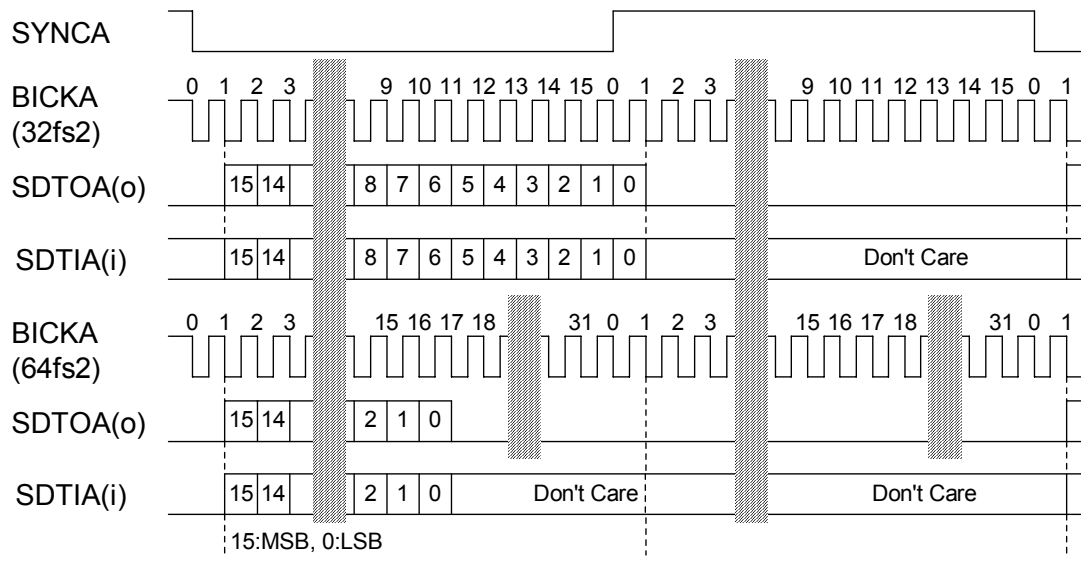 SYNCA
0 1 2 3 9 10 11 12 13 14 15 0 1 2 3 9 10 11 12 13 14 15 0 1
BICKA
(32fs2)
SDTOA(o) 15 14 8 7 6 5 4 3 2 1 0
SDTIA(i) 15 14 8 7 6 5 4 3 2 1 0 Don't Care
0 1 2 3 15 16 17 18 31 0 1 2 3 15 16 17 18 31 0 1
BICKA
(64fs2)
SDTOA(o) 15 14 2 1 0
SDTIA(i) 15 14 2 1 0 Don't Care Don't Care
15:MSB, 0:LSB